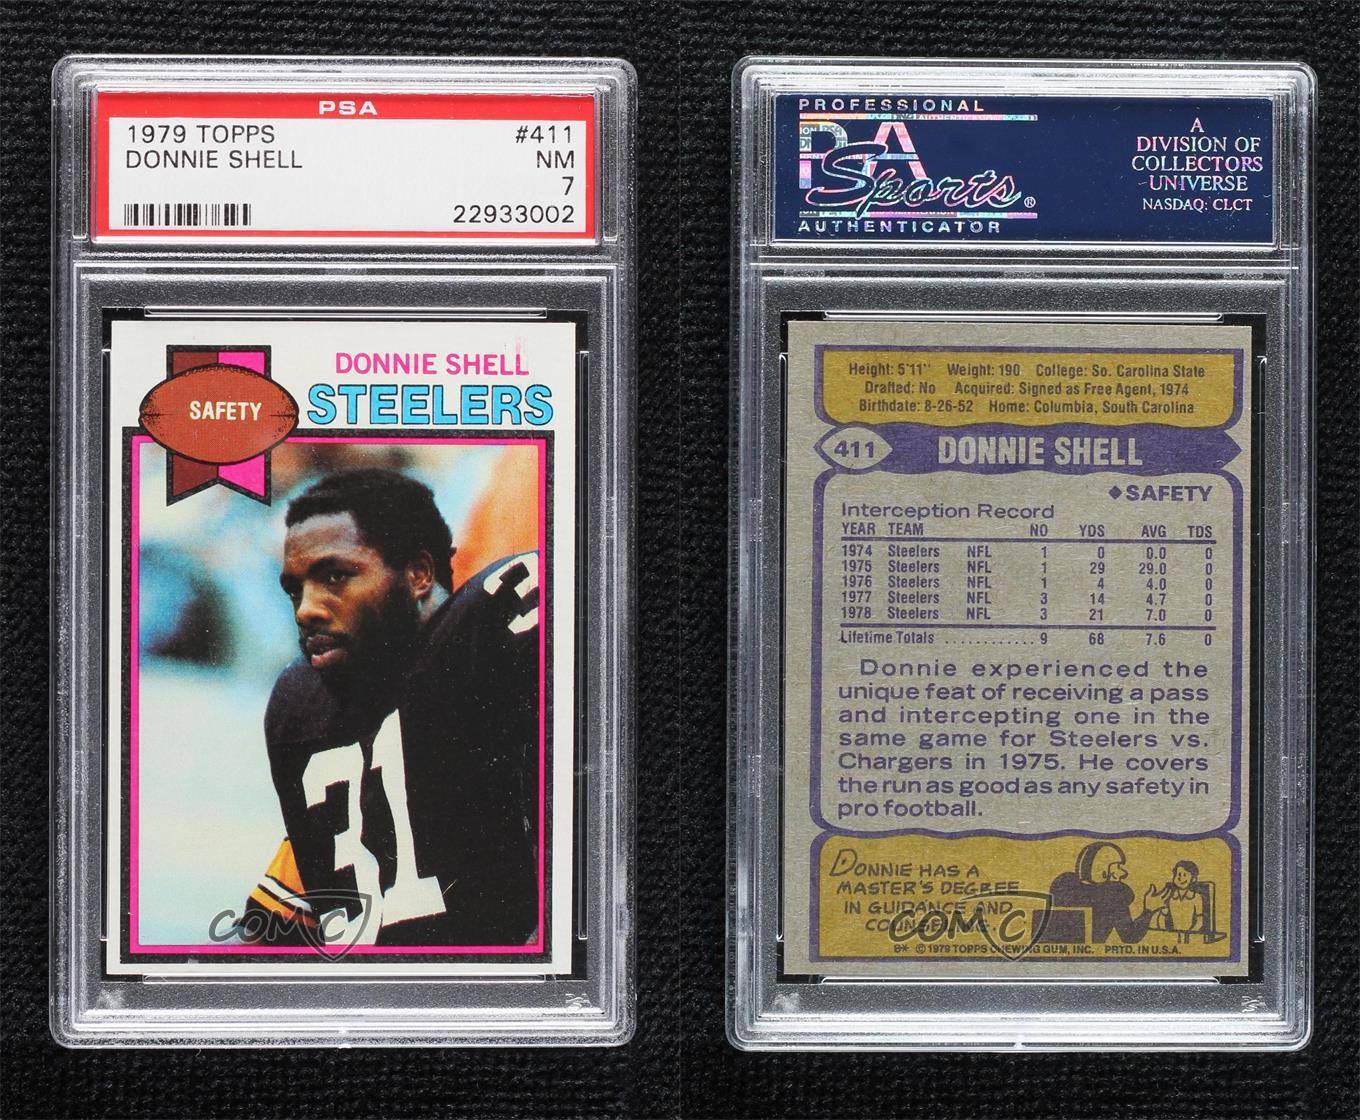 PSA
1979 TOPPS #411
DONNIE SHELL NM
7
22933002
DONNIE SHELL
STEELERS
SAFETY
31
31
COMC
PROFESSIONAL
PSA
Sports®
AUTHENTICATOR
A
DIVISION OF
COLLECTORS
UNIVERSE
NASDAQ: CLCT
Height: 5'11" Weight: 190 College: So. Carolina State
Drafted: No Acquired: Signed as Free Agent, 1974
Birthdate: 8-26-52 Home: Columbia, South Carolina
411 DONNIE SHELL
♦SAFETY
Interception Record
YEAR TEAM NO YDS AVG TDS
1974 Steelers NFL 1 0 0.0 0
1975 Steelers NFL 1 29 29.0 0
1976 Steelers NFL 1 4 4.0 0
1977 Steelers NFL 3 14 4.7 0
1978 Steelers NFL 3 21 7.0 0
Lifetime Totals ............ 9 68 7.6 0
Donnie experienced the
unique feat of receiving a pass
and intercepting one in the
same game for Steelers vs.
Chargers in 1975. He covers
the run as good as any safety in
pro football.
DONNIE HAS A
MASTER'S DEGREE
IN GUIDANCE AND
COUNSELING.
COMC
B* ©1979 TOPPS CHEWING GUM, INC. PRTD. IN U.S.A.